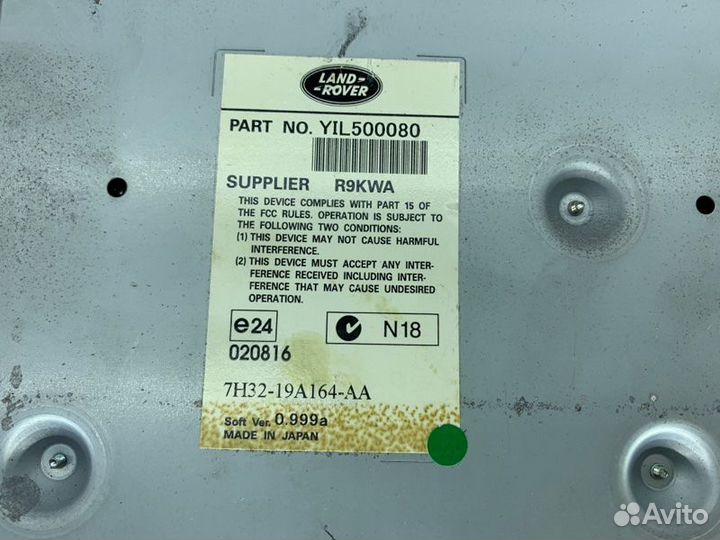 LAND-
-ROVER
PART NO. YIL500080
SUPPLIER R9KWA
THIS DEVICE COMPLIES WITH PART 15 OF
THE FCC RULES. OPERATION IS SUBJECT TO
THE FOLLOWING TWO CONDITIONS:
(1) THIS DEVICE MAY NOT CAUSE HARMFUL
INTERFERENCE.
(2) THIS DEVICE MUST ACCEPT ANY INTER-
FERENCE RECEIVED INCLUDING INTER-
FERENCE THAT MAY CAUSE UNDESIRED
OPERATION.
e24 N18
020816
7H32-19A164-AA
Soft Ver. 0.999a
MADE IN JAPAN
Avito